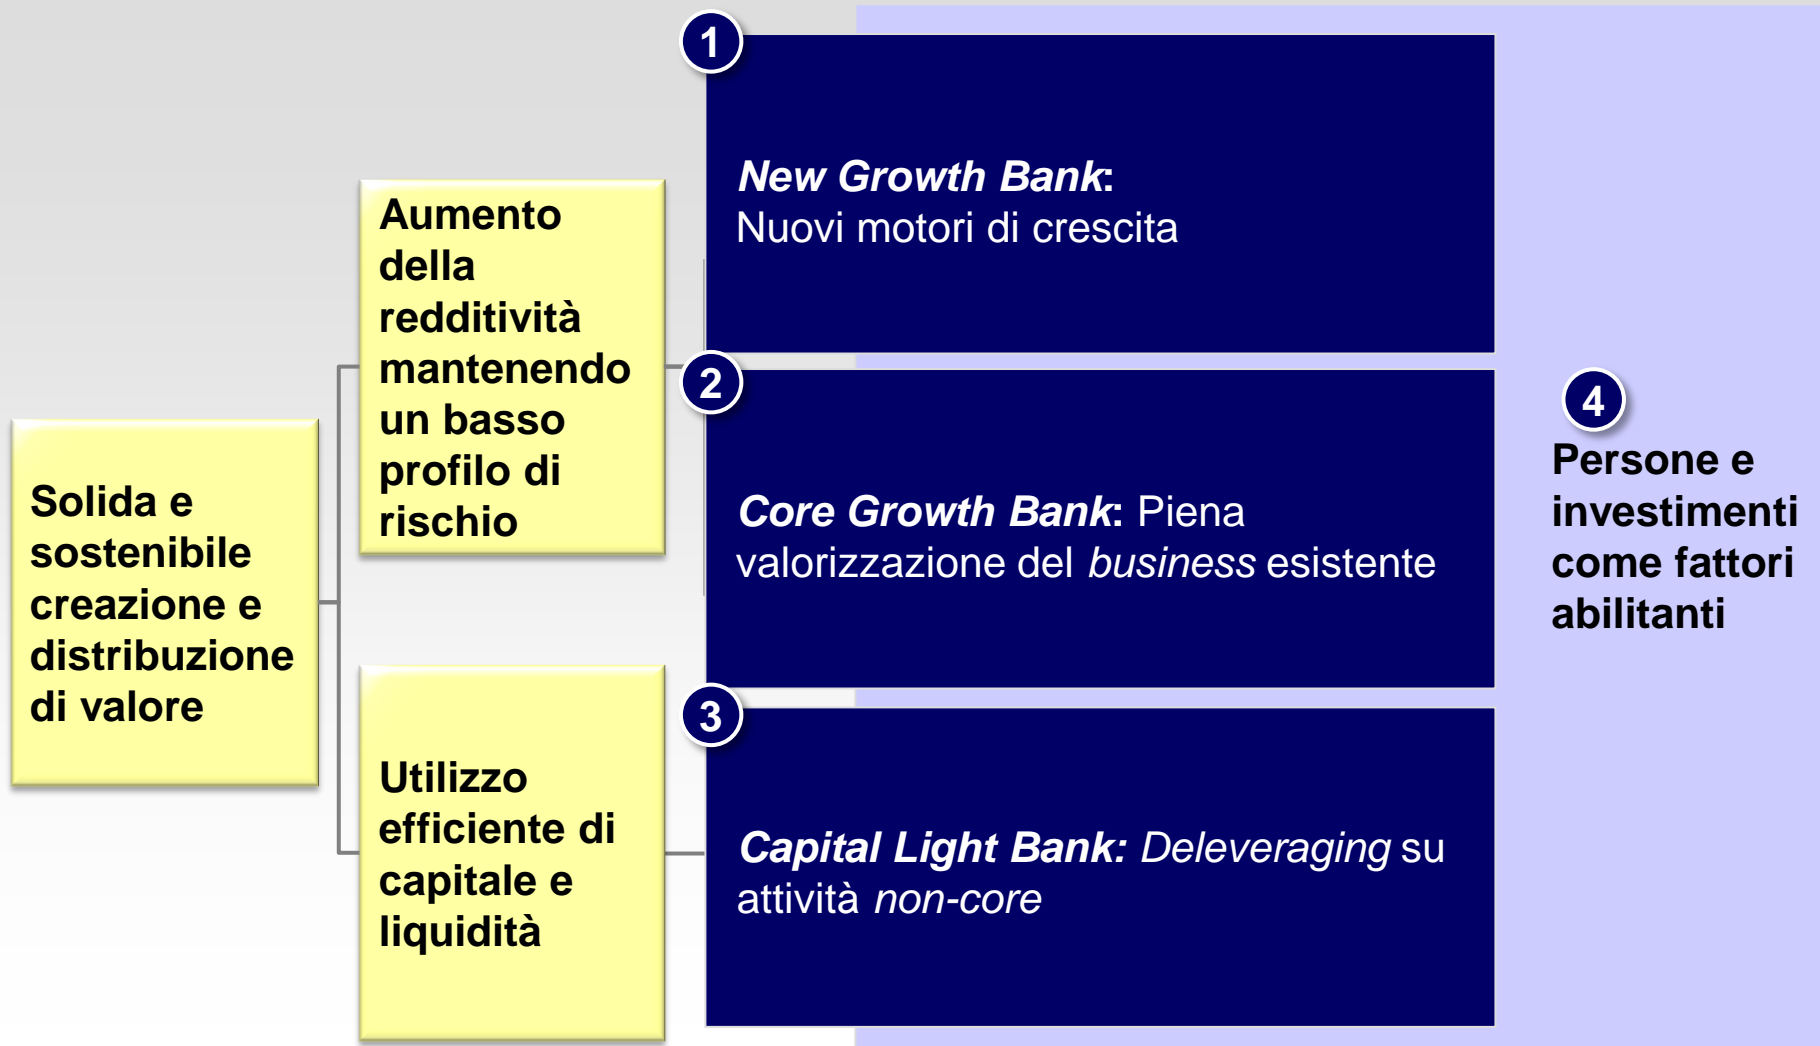 Solida e
sostenibile
creazione e
distribuzione
di valore
Aumento
della
redditività
mantenendo
un basso
profilo di
rischio
Utilizzo
efficiente di
capitale e
liquidità
1
New Growth Bank:
Nuovi motori di crescita
2
Core Growth Bank: Piena
valorizzazione del business esistente
3
Capital Light Bank: Deleveraging su
attività non-core
4
Persone e
investimenti
come fattori
abilitanti